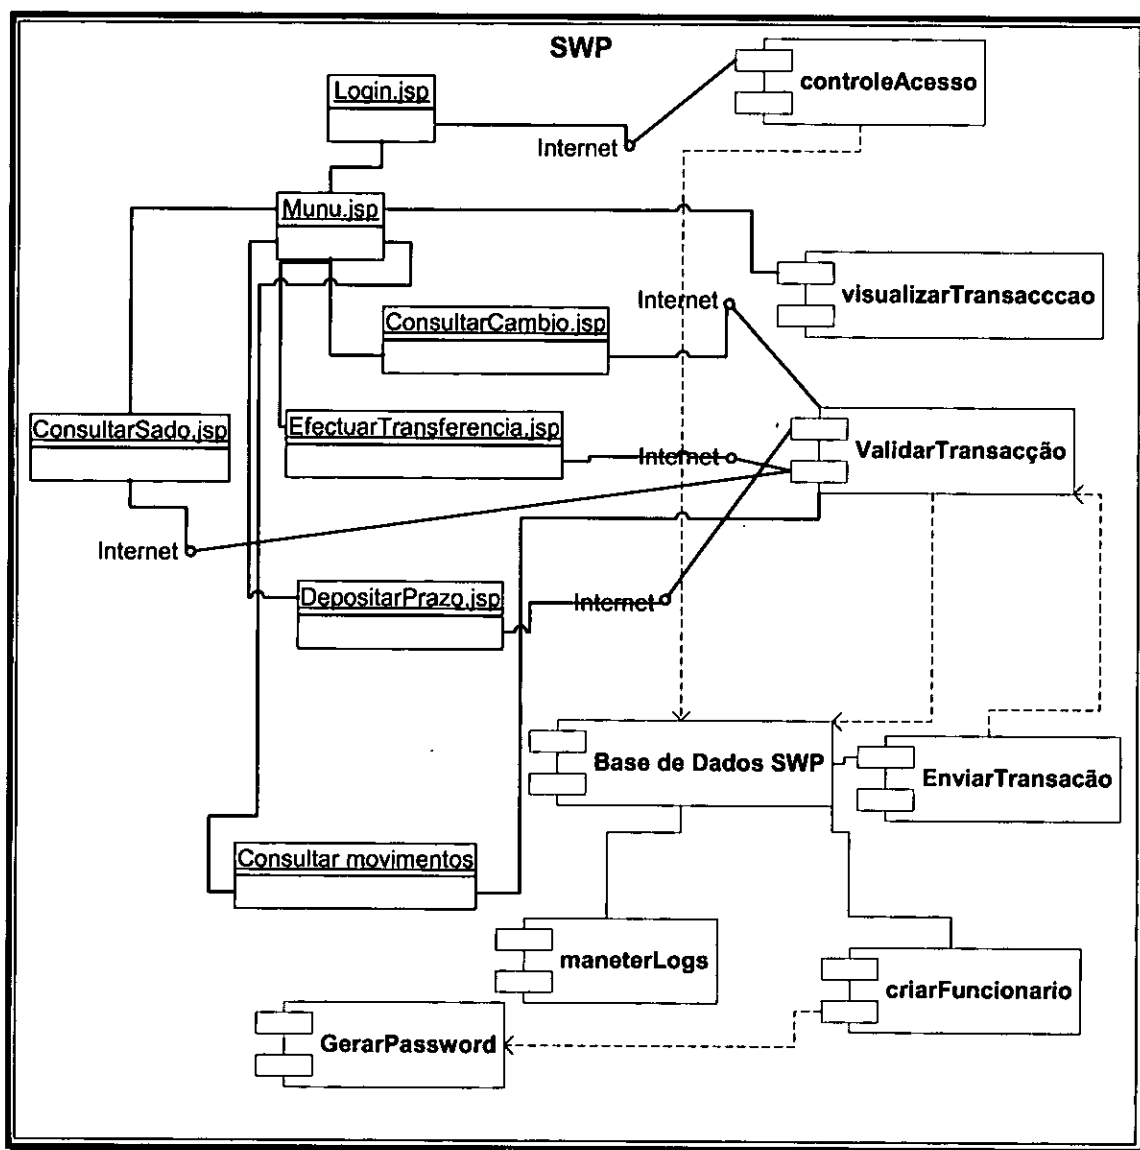 SWP
controleAcesso
Login.jsp
Internet
Munu.jsp
visualizarTransacccao
Internet
ConsultarCambio.jsp
ConsultarSado.jsp
EfectuarTransferencia.jsp
Internet
ValidarTransacção
Internet
DepositarPrazo.jsp
Internet
Base de Dados SWP
EnviarTransacão
Consultar movimentos
maneterLogs
criarFuncionario
GerarPassword